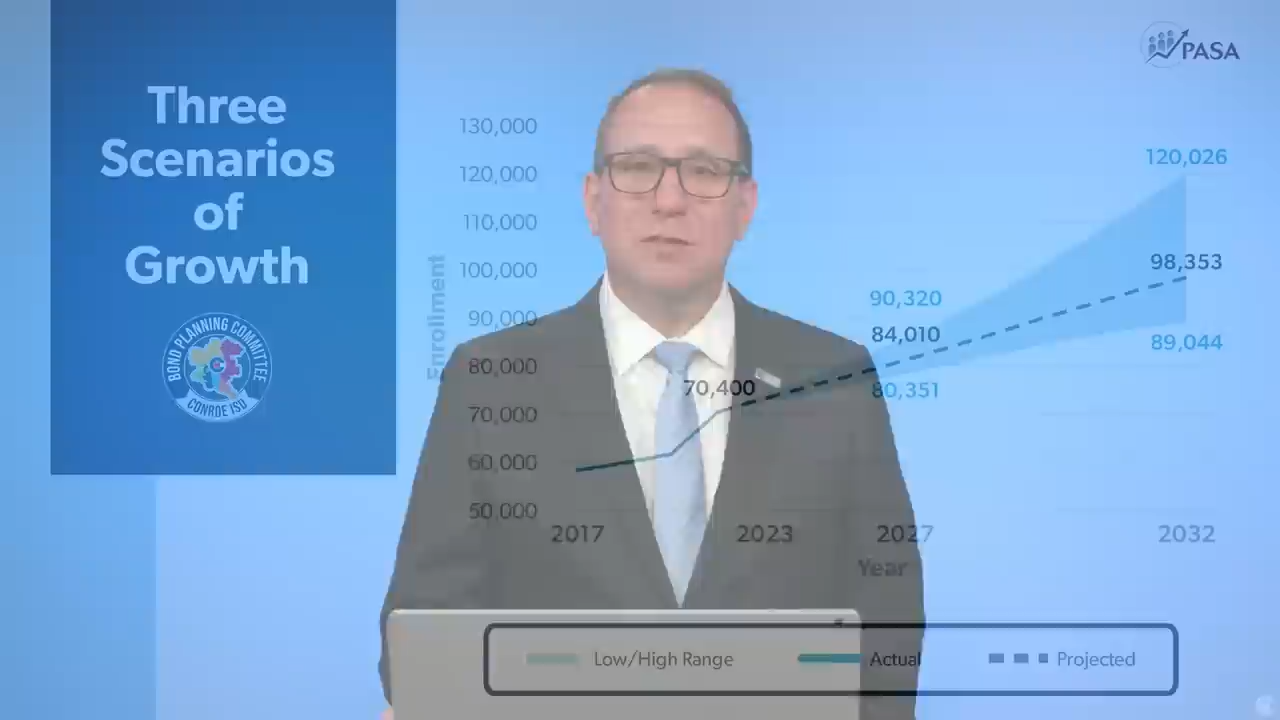 Three
Scenarios
of
Growth
BOND PLANNING COMMITTEE
CONROE ISD
PASA
130,000
120,000
110,000
100,000
90,000
80,000
70,000
60,000
50,000
Enrollment
120,026
98,353
90,320
84,010
89,044
70,400
80,351
2017
2023
2027
2032
Year
Low/High Range
Actual
Projected